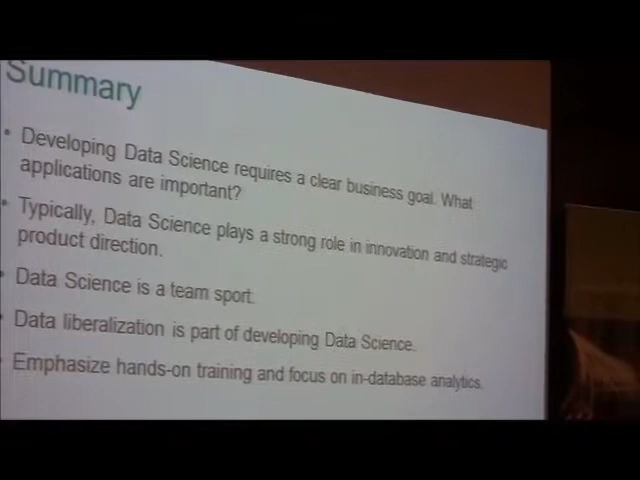 Summary
• Developing Data Science requires a clear business goal. What
applications are important?
• Typically, Data Science plays a strong role in innovation and strategic
product direction.
• Data Science is a team sport.
• Data liberalization is part of developing Data Science.
• Emphasize hands-on training and focus on in-database analytics.